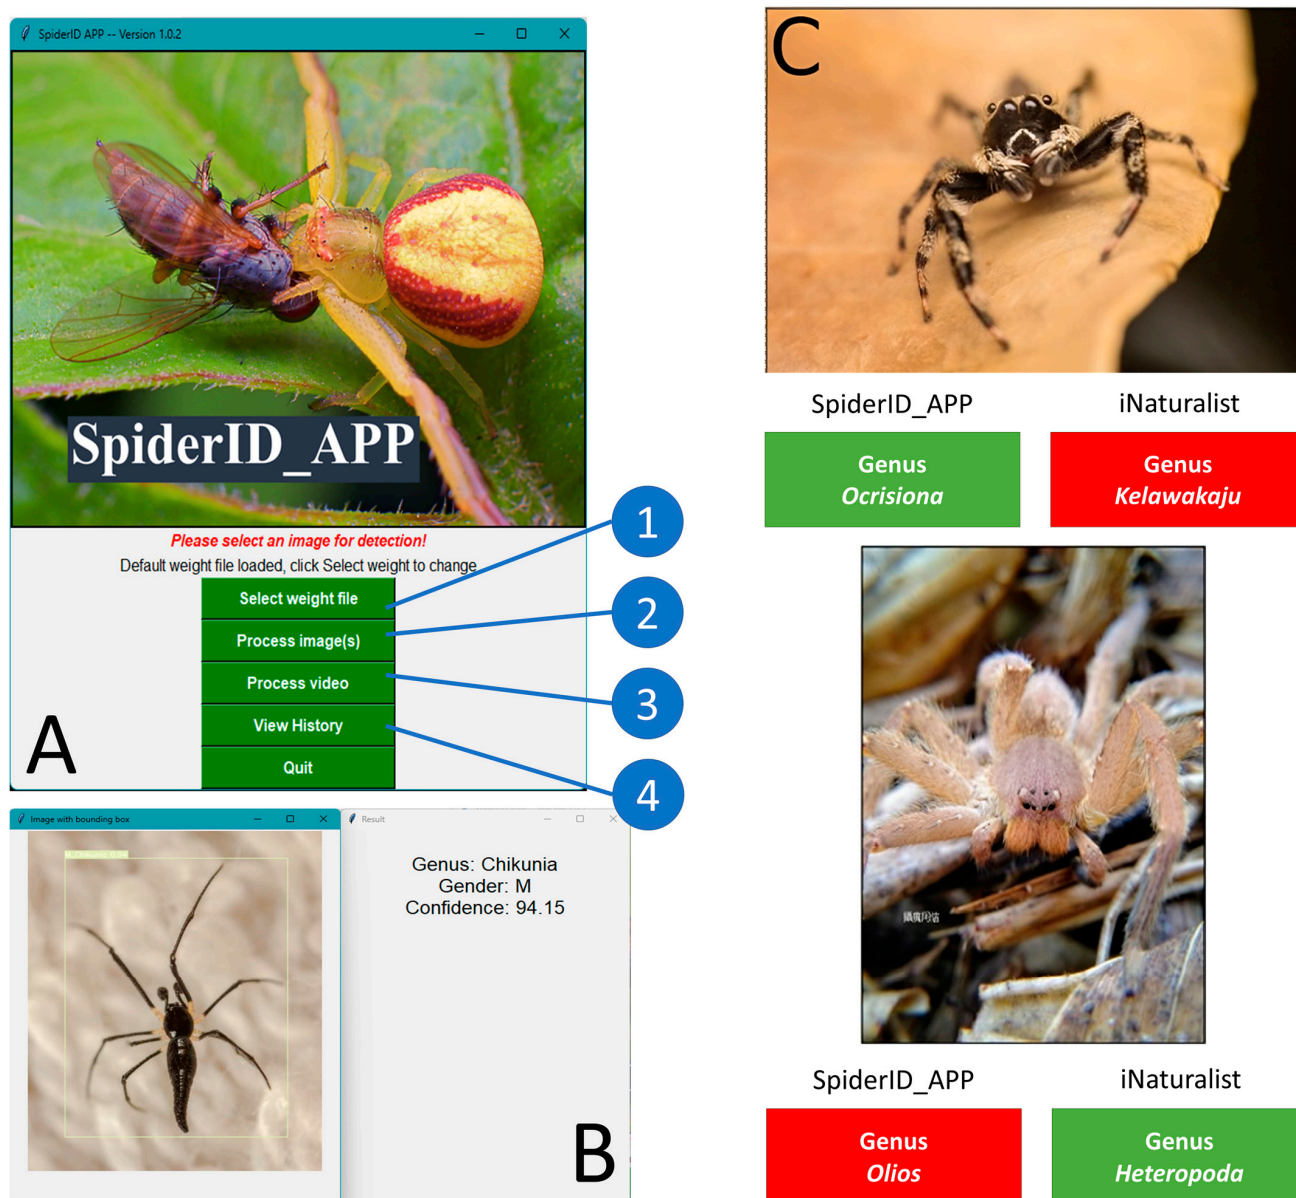 SpiderID APP -- Version 1.0.2
SpiderID_APP
Please select an image for detection!
Default weight file loaded, click Select weight to change
Select weight file
Process image(s)
Process video
View History
Quit
1
2
3
4
A
Image with bounding box
M Chikunia 0.94
Result
Genus: Chikunia
Gender: M
Confidence: 94.15
B
C
SpiderID_APP
iNaturalist
Genus
Ocrisiona
Genus
Kelawakaju
SpiderID_APP
iNaturalist
Genus
Olios
Genus
Heteropoda